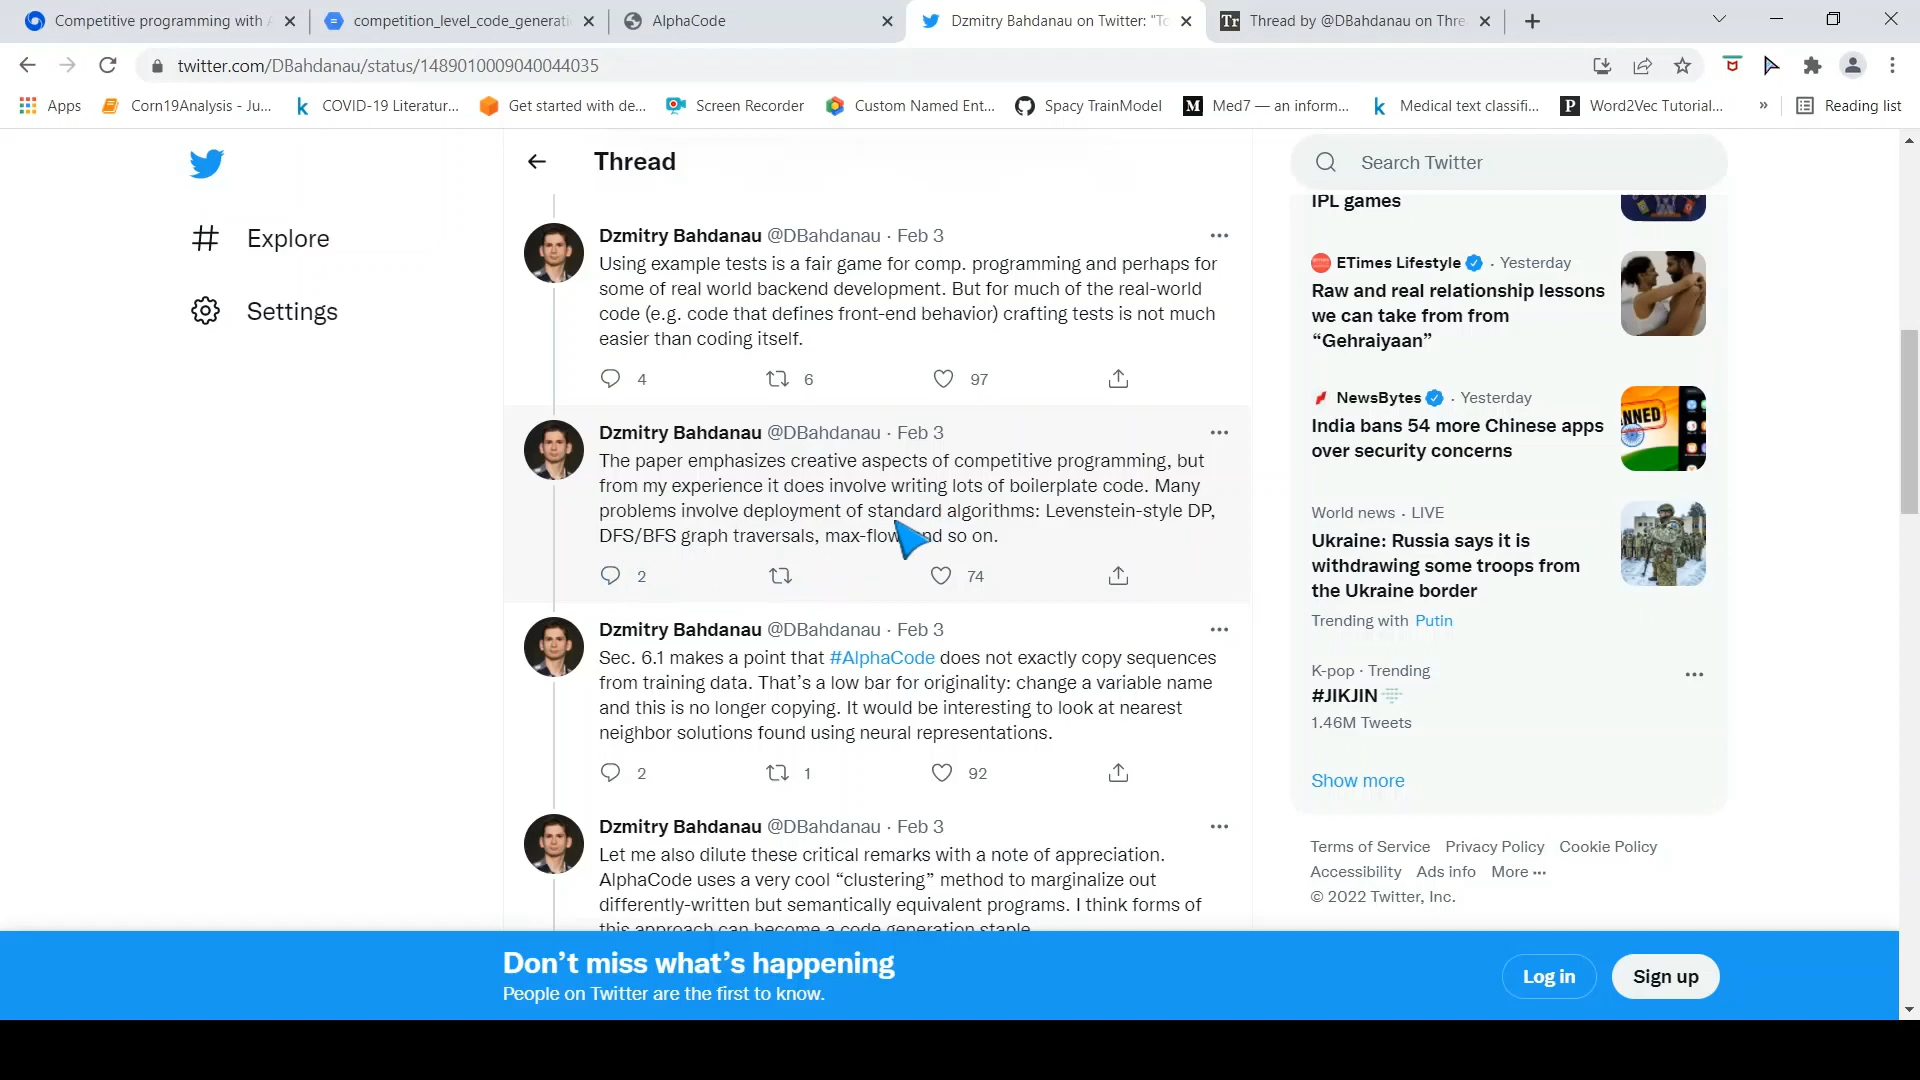 Competitive programming with A
competition_level_code_generati
AlphaCode
Dzmitry Bahdanau on Twitter: "To
Thread by @DBahdanau on Thre
twitter.com/DBahdanau/status/1489010009040044035
Apps
Corn19Analysis - Ju...
COVID-19 Literatur...
Get started with de...
Screen Recorder
Custom Named Ent...
Spacy TrainModel
Med7 — an inform...
Medical text classifi...
Word2Vec Tutorial...
»
Reading list
Explore
Settings
Thread
Dzmitry Bahdanau @DBahdanau · Feb 3
Using example tests is a fair game for comp. programming and perhaps for
some of real world backend development. But for much of the real-world
code (e.g. code that defines front-end behavior) crafting tests is not much
easier than coding itself.
4 6 97
Dzmitry Bahdanau @DBahdanau · Feb 3
The paper emphasizes creative aspects of competitive programming, but
from my experience it does involve writing lots of boilerplate code. Many
problems involve deployment of standard algorithms: Levenstein-style DP,
DFS/BFS graph traversals, max-flow nd so on.
2 74
Dzmitry Bahdanau @DBahdanau · Feb 3
Sec. 6.1 makes a point that #AlphaCode does not exactly copy sequences
from training data. That’s a low bar for originality: change a variable name
and this is no longer copying. It would be interesting to look at nearest
neighbor solutions found using neural representations.
2 1 92
Dzmitry Bahdanau @DBahdanau · Feb 3
Let me also dilute these critical remarks with a note of appreciation.
AlphaCode uses a very cool “clustering” method to marginalize out
differently-written but semantically equivalent programs. I think forms of
this approach can become a code generation staple.
Search Twitter
IPL games
ETimes Lifestyle · Yesterday
Raw and real relationship lessons
we can take from from
“Gehraiyaan”
NewsBytes · Yesterday
India bans 54 more Chinese apps
over security concerns
NNED
World news · LIVE
Ukraine: Russia says it is
withdrawing some troops from
the Ukraine border
Trending with Putin
K-pop · Trending
#JIKJIN
1.46M Tweets
Show more
Terms of Service Privacy Policy Cookie Policy
Accessibility Ads info More ···
© 2022 Twitter, Inc.
Don’t miss what’s happening
People on Twitter are the first to know.
Log in
Sign up